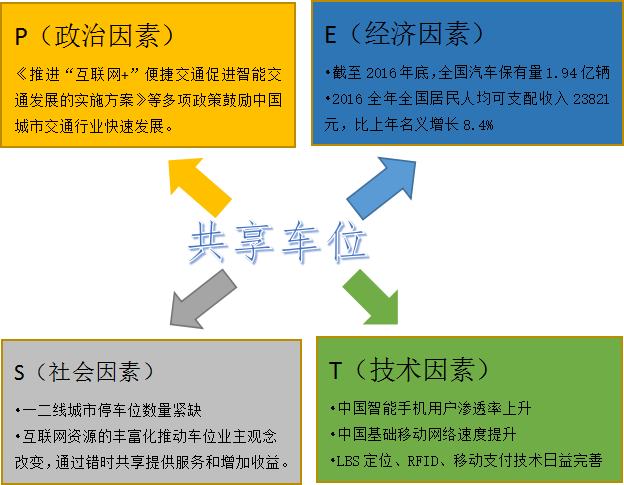 P（政治因素）
《推进“互联网+”便捷交通促进智能交
通发展的实施方案》等多项政策鼓励中国
城市交通行业快速发展。
E（经济因素）
•截至2016年底，全国汽车保有量1.94亿辆
•2016全年全国居民人均可支配收入23821
元，比上年名义增长8.4%
共享车位
S（社会因素）
•一二线城市停车位数量紧缺
•互联网资源的丰富化推动车位业主观念
改变，通过错时共享提供服务和增加收益。
T（技术因素）
•中国智能手机用户渗透率上升
•中国基础移动网络速度提升
•LBS定位、RFID、移动支付技术日益完善